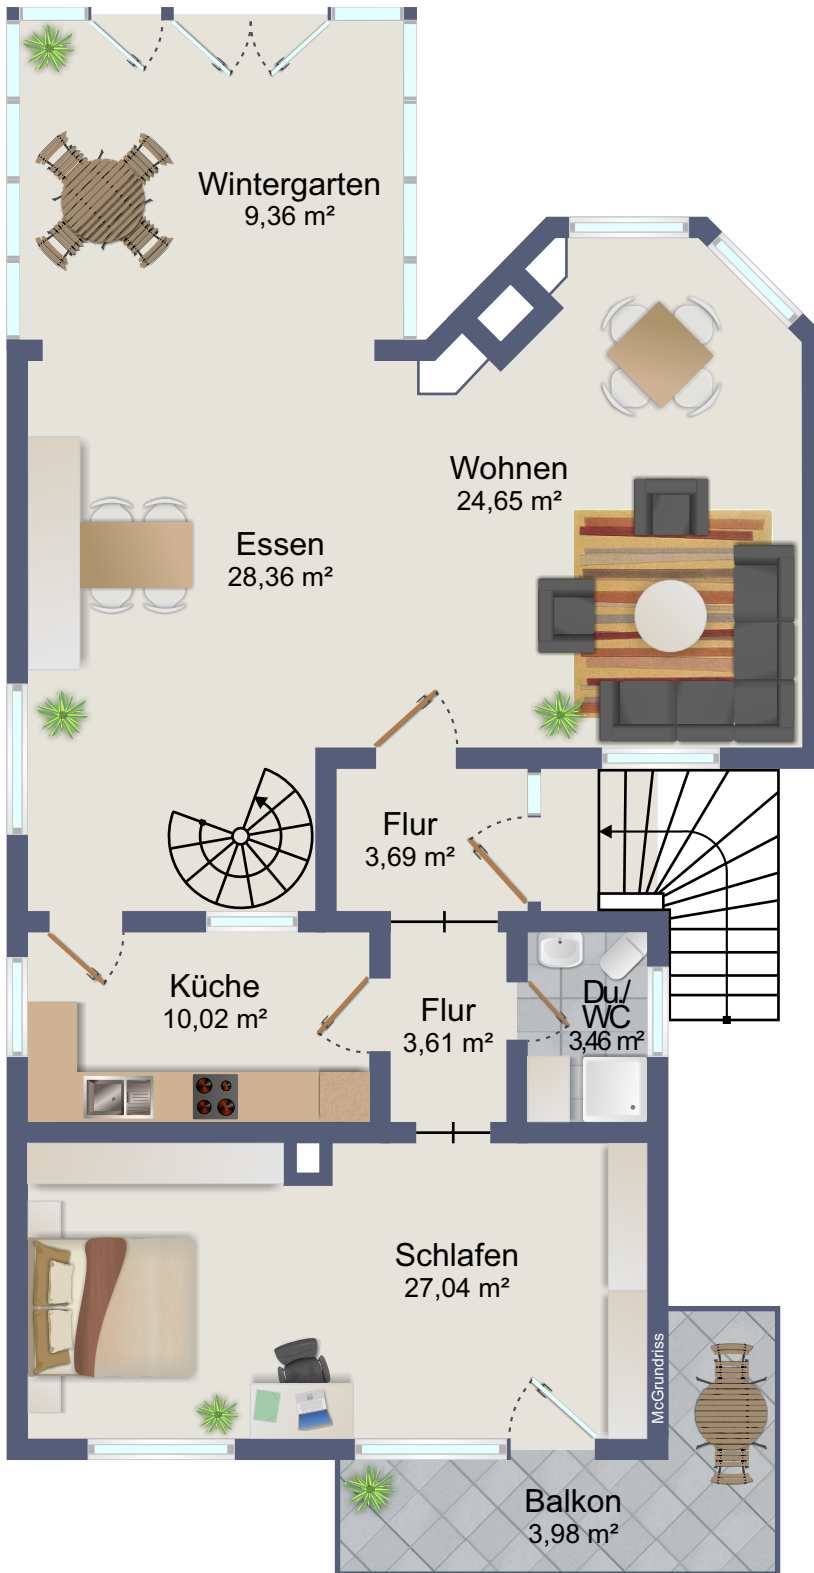 Wintergarten
9,36 m²
Wohnen
24,65 m²
Essen
28,36 m²
Flur
3,69 m²
Küche
10,02 m²
Flur
3,61 m²
Du./
WC
3,46 m²
Schlafen
27,04 m²
McGrundriss
Balkon
3,98 m²